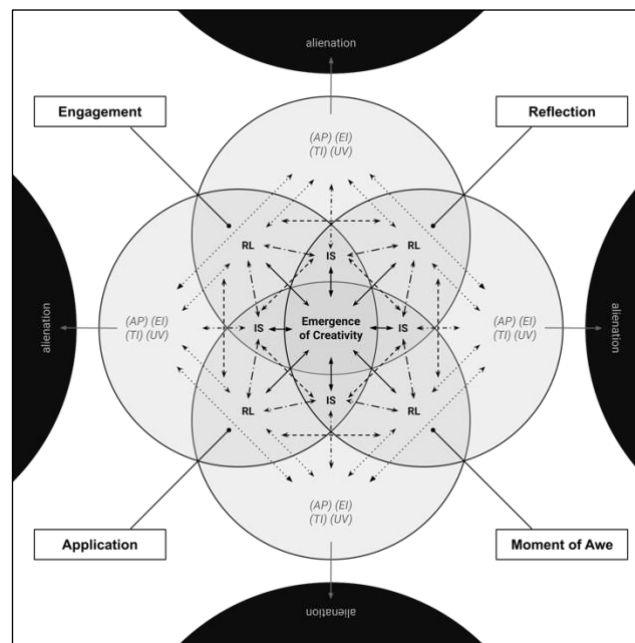 alienation
Engagement
Reflection
(AP) (EI)
(TI) (UV)
RL
IS
RL
alienation
(AP) (EI)
(TI) (UV)
IS
Emergence
of Creativity
IS
(AP) (EI)
(TI) (UV)
alienation
RL
IS
RL
(AP) (EI)
(TI) (UV)
Application
Moment of Awe
alienation